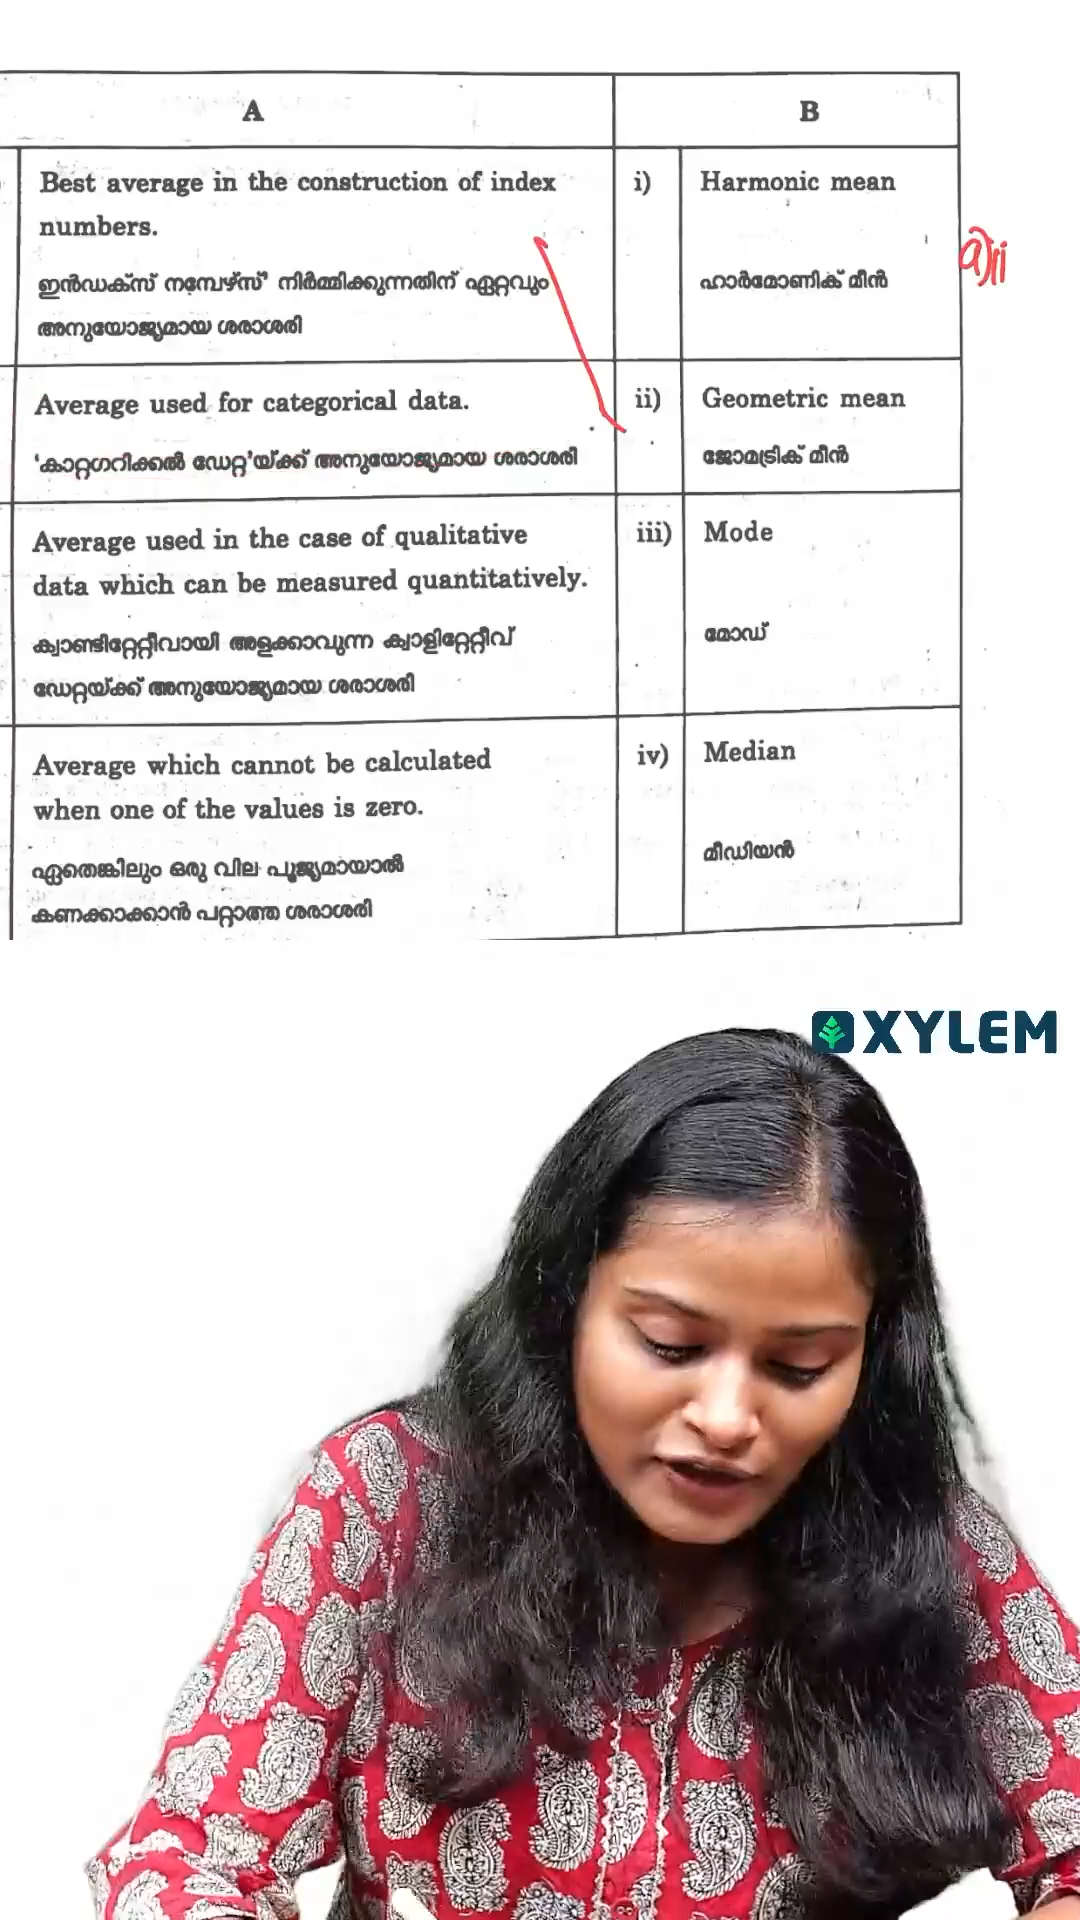 A
B
Best average in the construction of index
numbers.
ഇൻഡക്സ് നമ്പേഴ്സ് നിർമ്മിക്കുന്നതിന് ഏറ്റവും
അനുയോജ്യമായ ശരാശരി
i)
Harmonic mean
ഹാർമോണിക് മീൻ
a)ii
Average used for categorical data.
'കാറ്റഗറിക്കൽ ഡേറ്റ'യ്ക്ക് അനുയോജ്യമായ ശരാശരി
ii)
Geometric mean
ജോമട്രിക് മീൻ
Average used in the case of qualitative
data which can be measured quantitatively.
ക്വാണ്ടിറ്റേറ്റീവായി അളക്കാവുന്ന ക്വാളിറ്റേറ്റീവ്
ഡേറ്റയ്ക്ക് അനുയോജ്യമായ ശരാശരി
iii)
Mode
മോഡ്
Average which cannot be calculated
when one of the values is zero.
ഏതെങ്കിലും ഒരു വില പൂജ്യമായാൽ
കണക്കാക്കാൻ പറ്റാത്ത ശരാശരി
iv)
Median
മീഡിയൻ
XYLEM